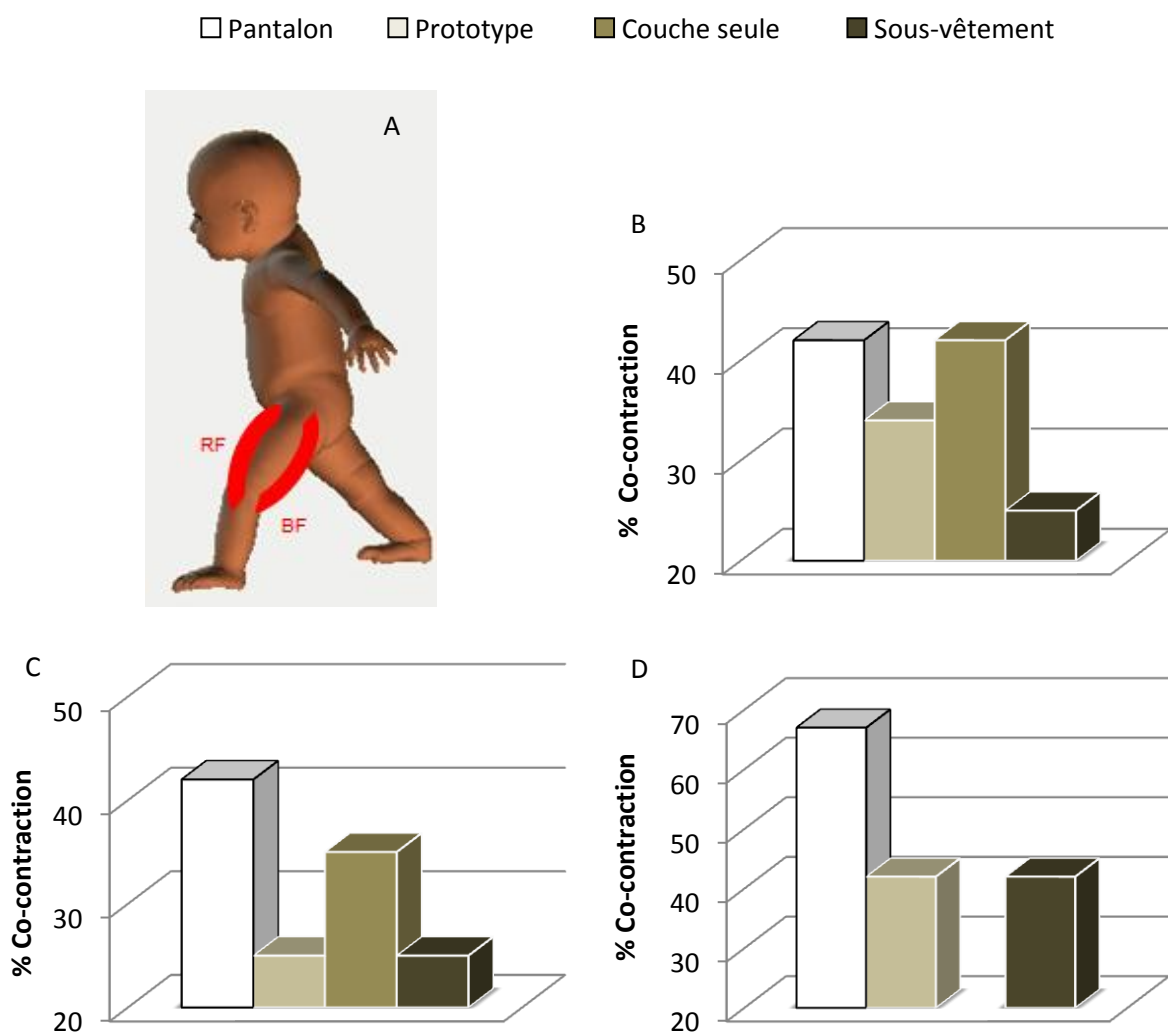 Pantalon Prototype Couche seule Sous-vêtement
A
RF
BF
B
% Co-contraction
50
40
30
20
C
% Co-contraction
50
40
30
20
D
% Co-contraction
70
60
50
40
30
20